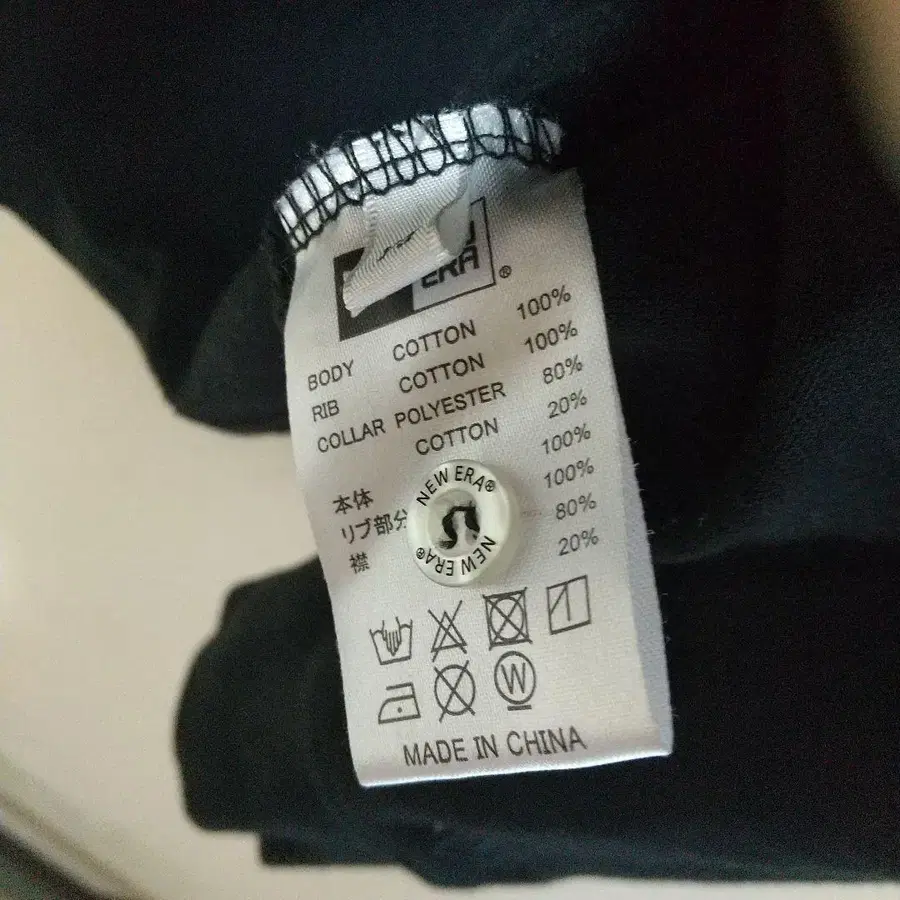 ERA®
BODY COTTON 100%
RIB COTTON 100%
COLLAR POLYESTER 80%
COTTON 20%
本体 100%
リブ部分 100%
襟 80%
20%
NEW ERA®
NEW ERA®
W
MADE IN CHINA